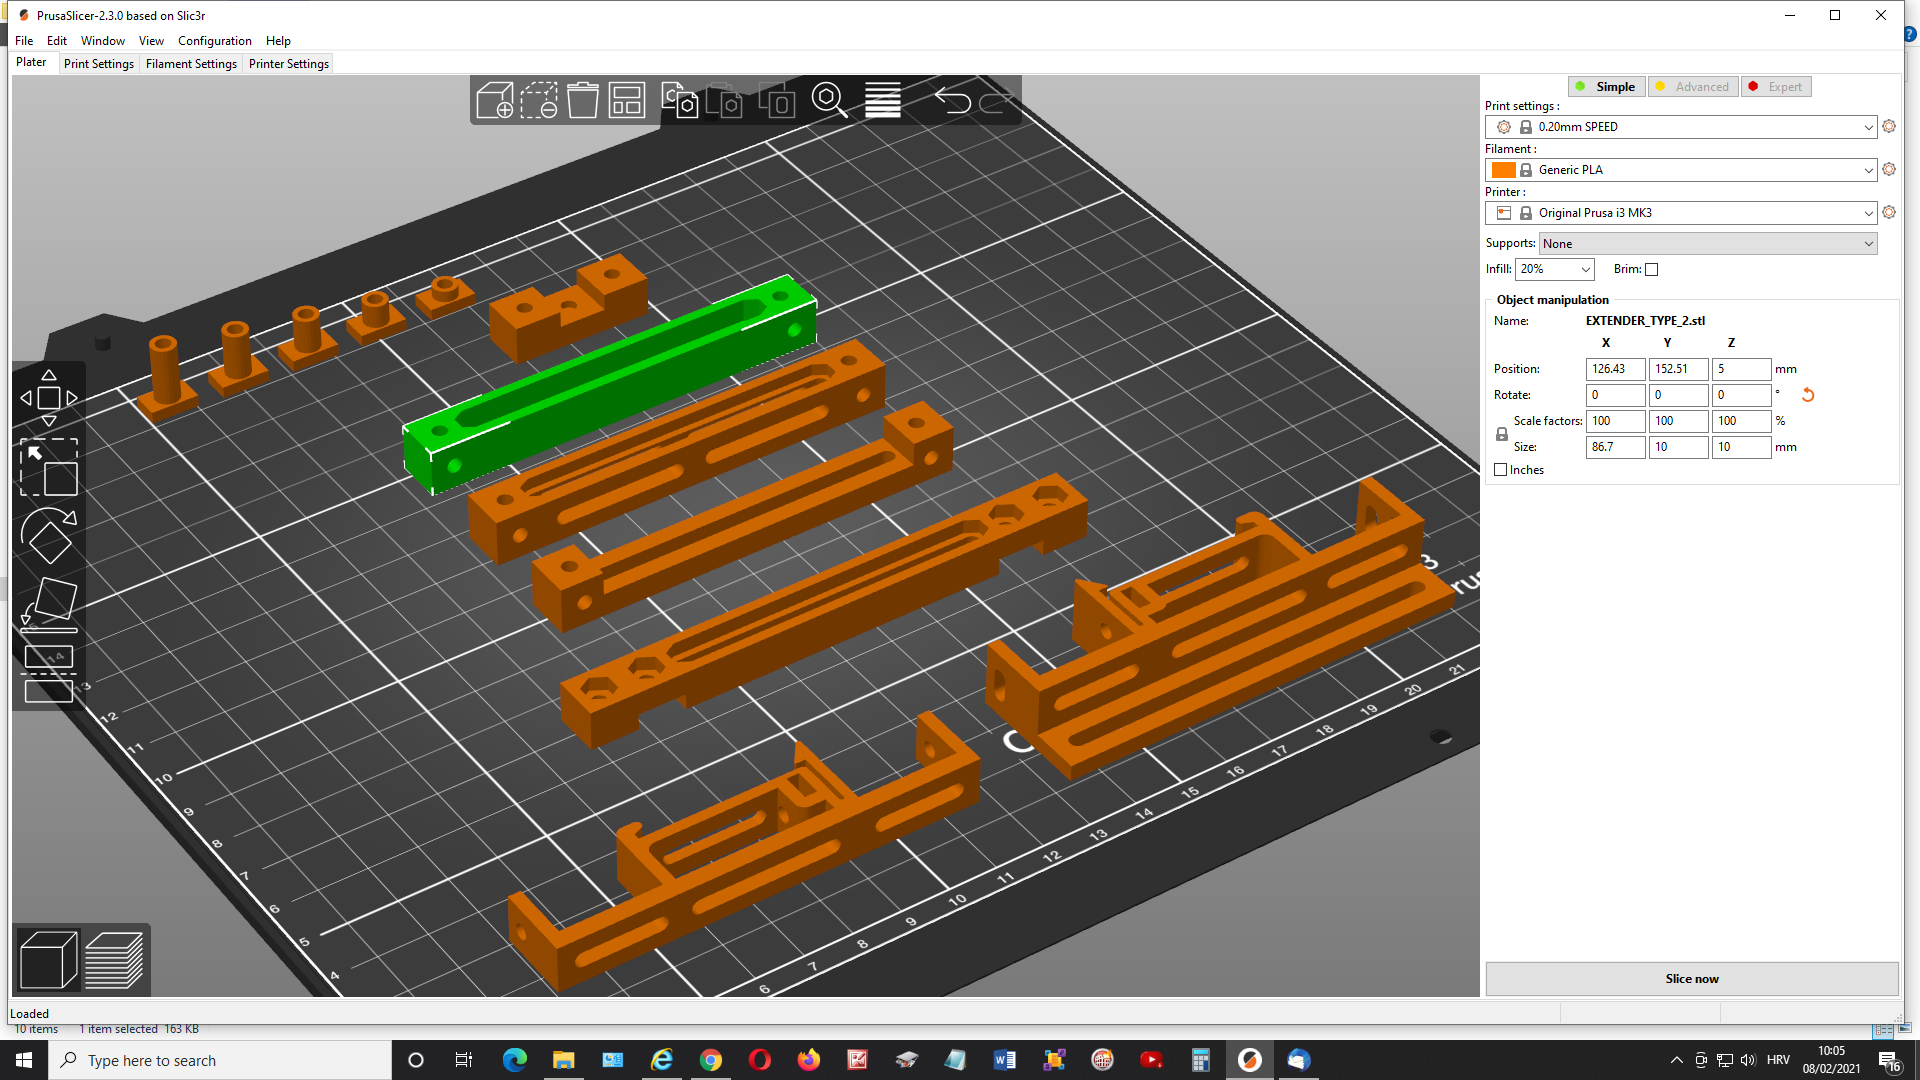 PrusaSlicer-2.3.0 based on Slic3r
File Edit Window View Configuration Help
Plater Print Settings Filament Settings Printer Settings
Simple Advanced Expert
Print settings :
0.20mm SPEED
Filament :
Generic PLA
Printer :
Original Prusa i3 MK3
Supports: None
Infill: 20% Brim:
Object manipulation
Name: EXTENDER_TYPE_2.stl
X Y Z
Position: 126.43 152.51 5 mm
Rotate: 0 0 0 °
Scale factors: 100 100 100 %
Size: 86.7 10 10 mm
Inches
15
14
13
12
11
10
9
8
7
6
5
4
6 7 8 9 10 11 12 13 14 15 16 17 18 19 20 21
Slice now
Loaded
10 items 1 item selected 163 KB
Type here to search
HRV
10:05
08/02/2021
16